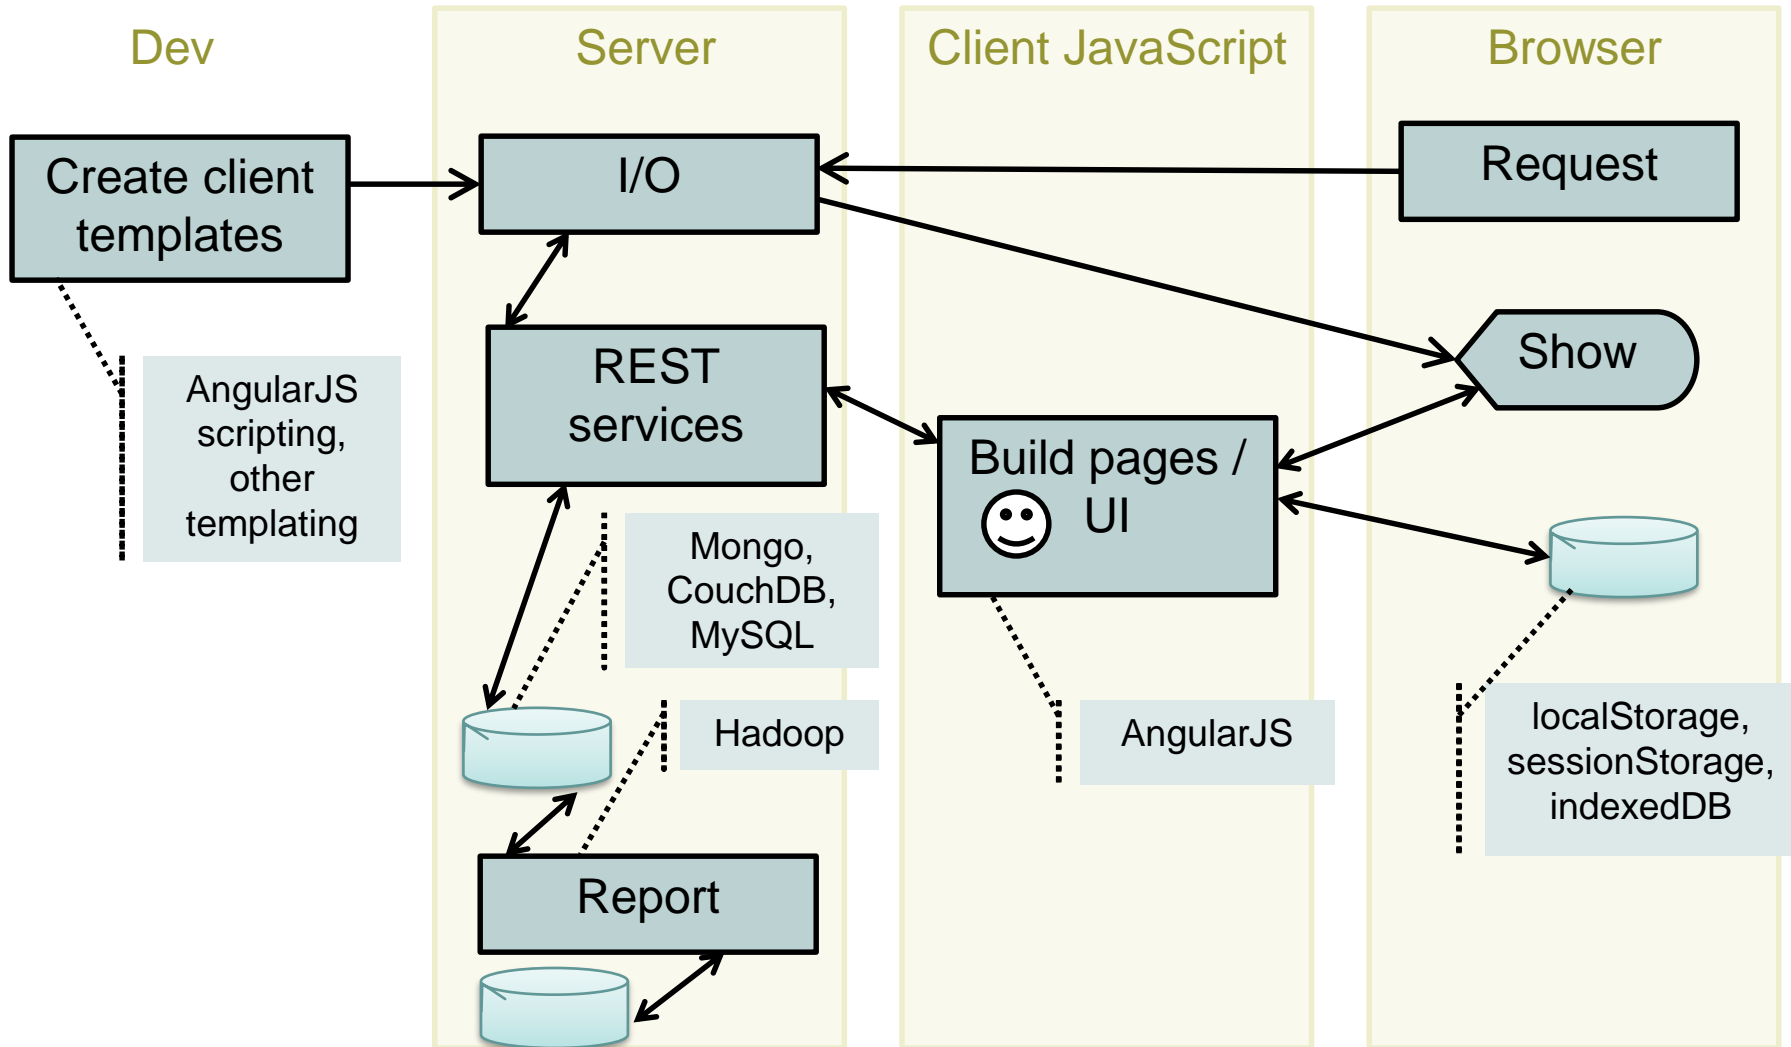 Dev
Server
Client JavaScript
Browser
Create client
templates
I/O
Request
REST
services
Show
AngularJS
scripting,
other
templating
Build pages /
UI
Mongo,
CouchDB,
MySQL
Hadoop
AngularJS
localStorage,
sessionStorage,
indexedDB
Report